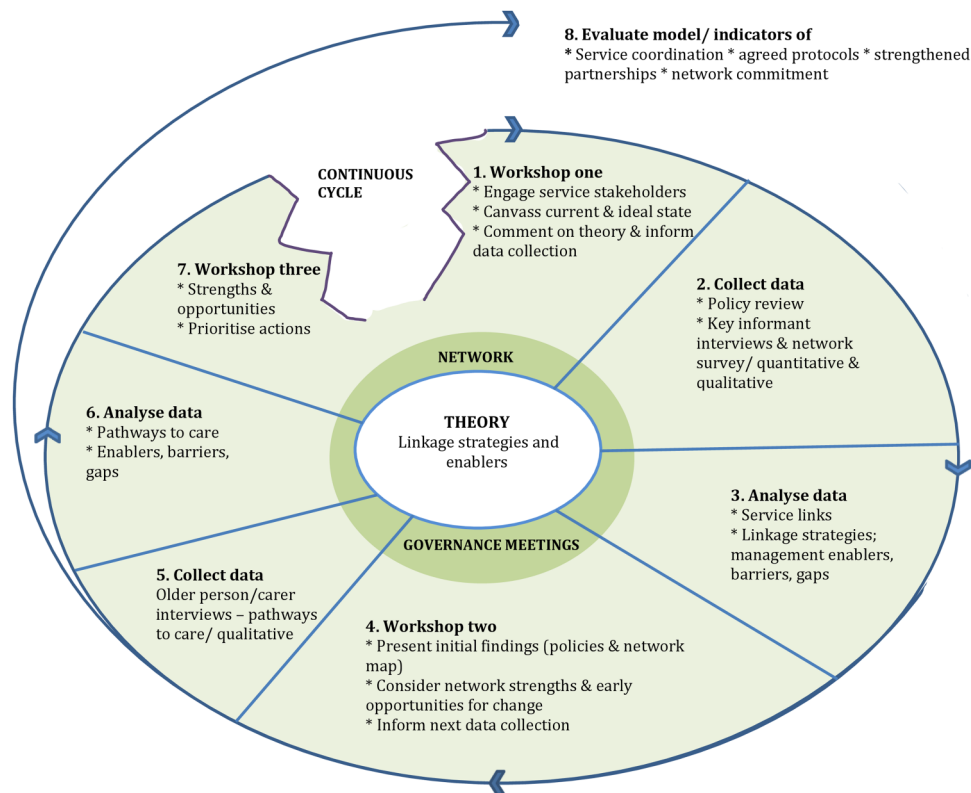 8. Evaluate model/ indicators of
* Service coordination * agreed protocols * strengthened
partnerships * network commitment
CONTINUOUS
CYCLE
1. Workshop one
* Engage service stakeholders
* Canvass current & ideal state
* Comment on theory & inform
data collection
2. Collect data
* Policy review
* Key informant
interviews & network
survey/ quantitative &
qualitative
3. Analyse data
* Service links
* Linkage strategies;
management enablers,
barriers, gaps
4. Workshop two
* Present initial findings (policies & network
map)
* Consider network strengths & early
opportunities for change
* Inform next data collection
5. Collect data
Older person/carer
interviews – pathways
to care/ qualitative
6. Analyse data
* Pathways to care
* Enablers, barriers,
gaps
7. Workshop three
* Strengths &
opportunities
* Prioritise actions
NETWORK
THEORY
Linkage strategies and
enablers
GOVERNANCE MEETINGS